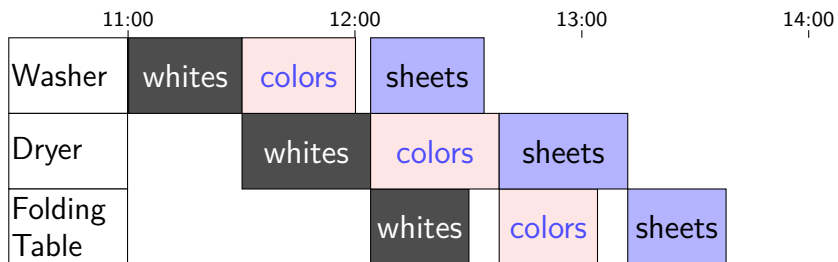 11:00 12:00 13:00 14:00
Washer whites colors sheets
Dryer whites colors sheets
Folding
Table whites colors sheets